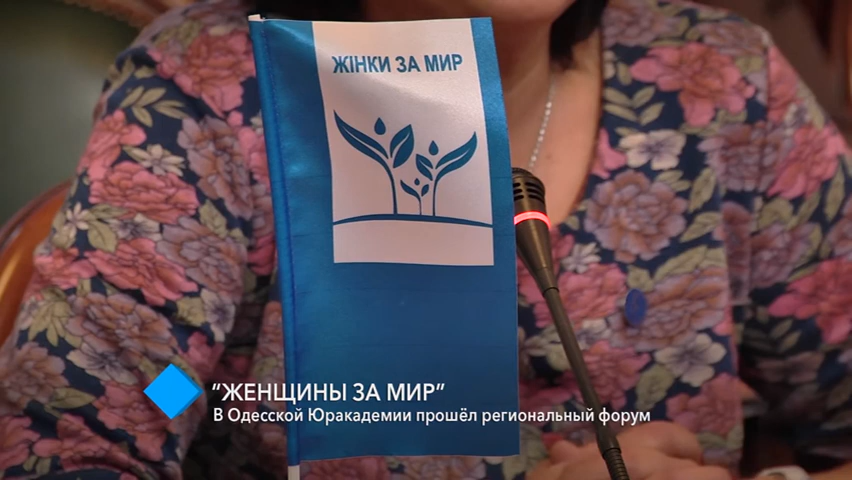 ЖІНКИ ЗА МИР
“ЖЕНЩИНЫ ЗА МИР”
В Одесской Юракадемии прошёл региональный форум